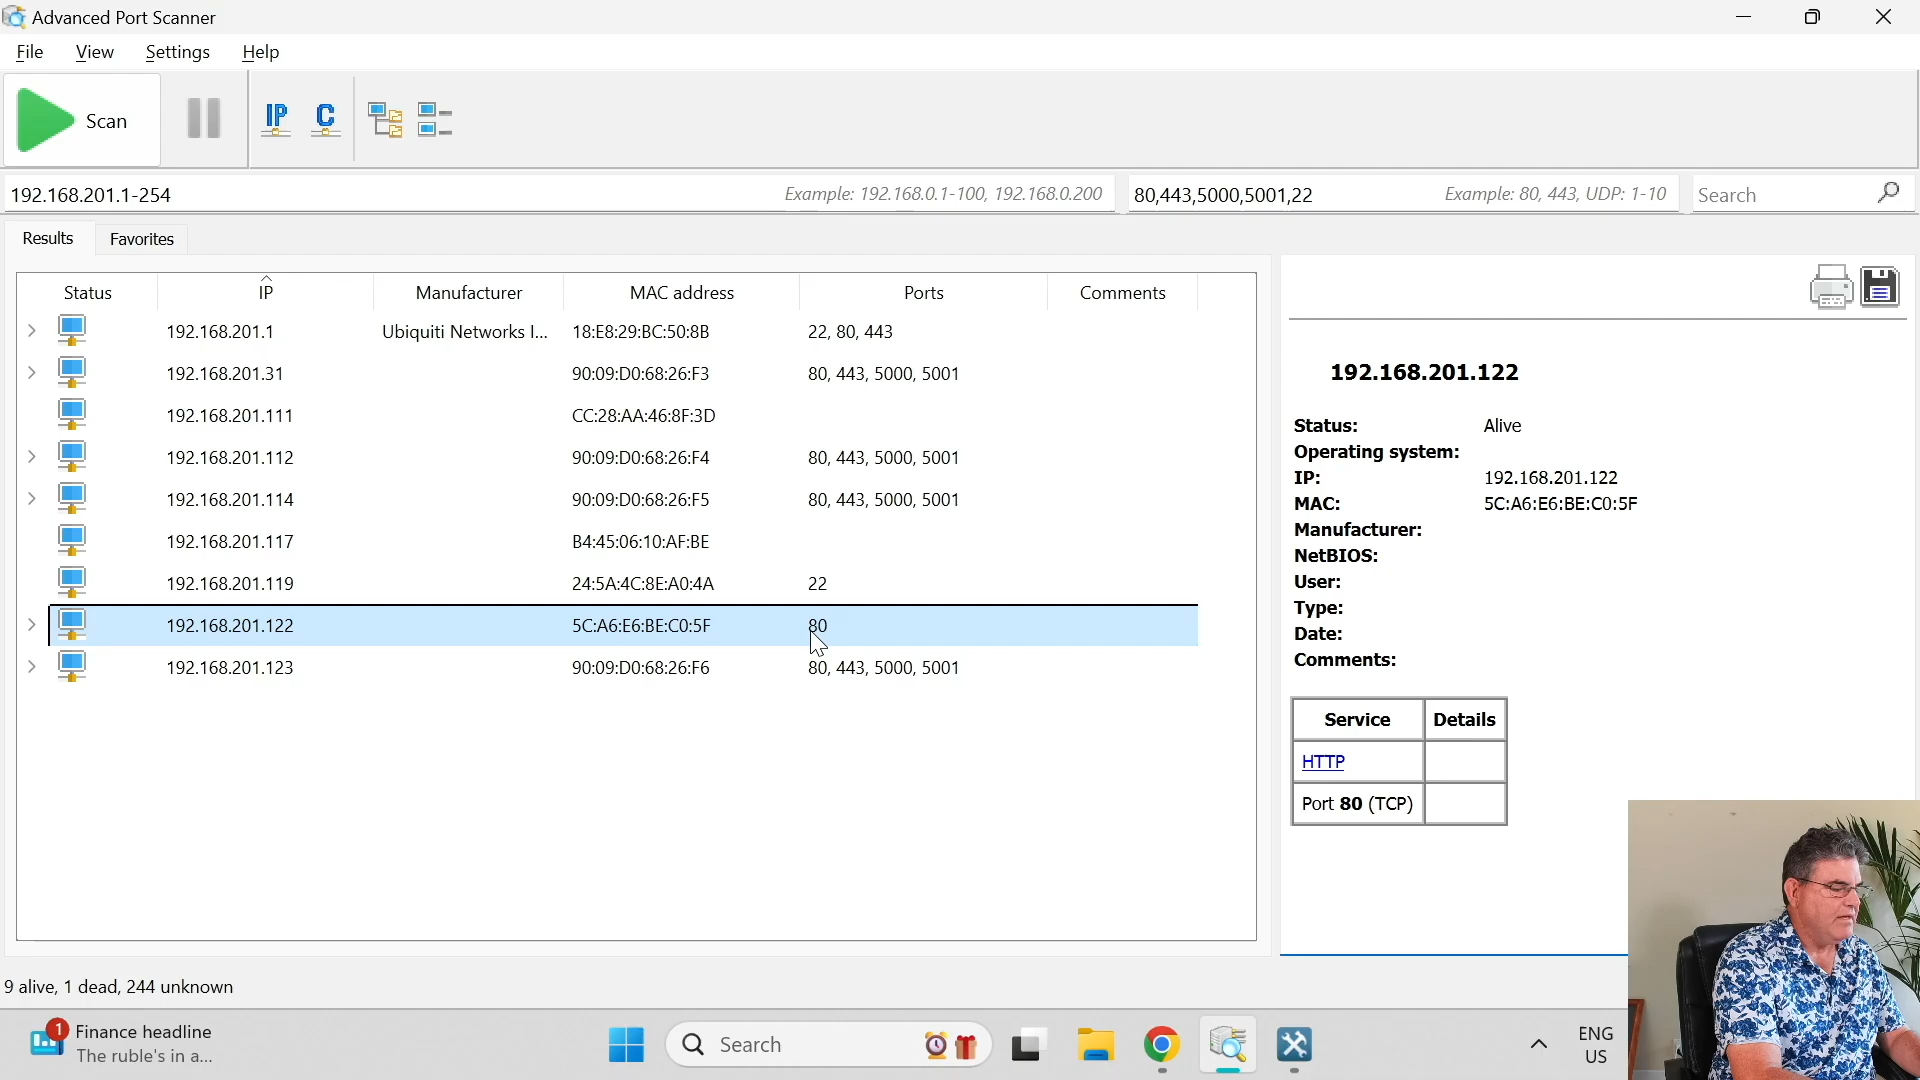 Advanced Port Scanner
File View Settings Help
Scan
IP C
192.168.201.1-254 Example: 192.168.0.1-100, 192.168.0.200 80,443,5000,5001,22 Example: 80, 443, UDP: 1-10 Search
Results Favorites
Status IP Manufacturer MAC address Ports Comments
192.168.201.1 Ubiquiti Networks I... 18:E8:29:BC:50:8B 22, 80, 443
192.168.201.31 90:09:D0:68:26:F3 80, 443, 5000, 5001
192.168.201.111 CC:28:AA:46:8F:3D
192.168.201.112 90:09:D0:68:26:F4 80, 443, 5000, 5001
192.168.201.114 90:09:D0:68:26:F5 80, 443, 5000, 5001
192.168.201.117 B4:45:06:10:AF:BE
192.168.201.119 24:5A:4C:8E:A0:4A 22
192.168.201.122 5C:A6:E6:BE:C0:5F 80
192.168.201.123 90:09:D0:68:26:F6 80, 443, 5000, 5001
192.168.201.122
Status: Alive
Operating system:
IP: 192.168.201.122
MAC: 5C:A6:E6:BE:C0:5F
Manufacturer:
NetBIOS:
User:
Type:
Date:
Comments:
Service Details
HTTP
Port 80 (TCP)
9 alive, 1 dead, 244 unknown
1 Finance headline
The ruble's in a...
Search
ENG
US